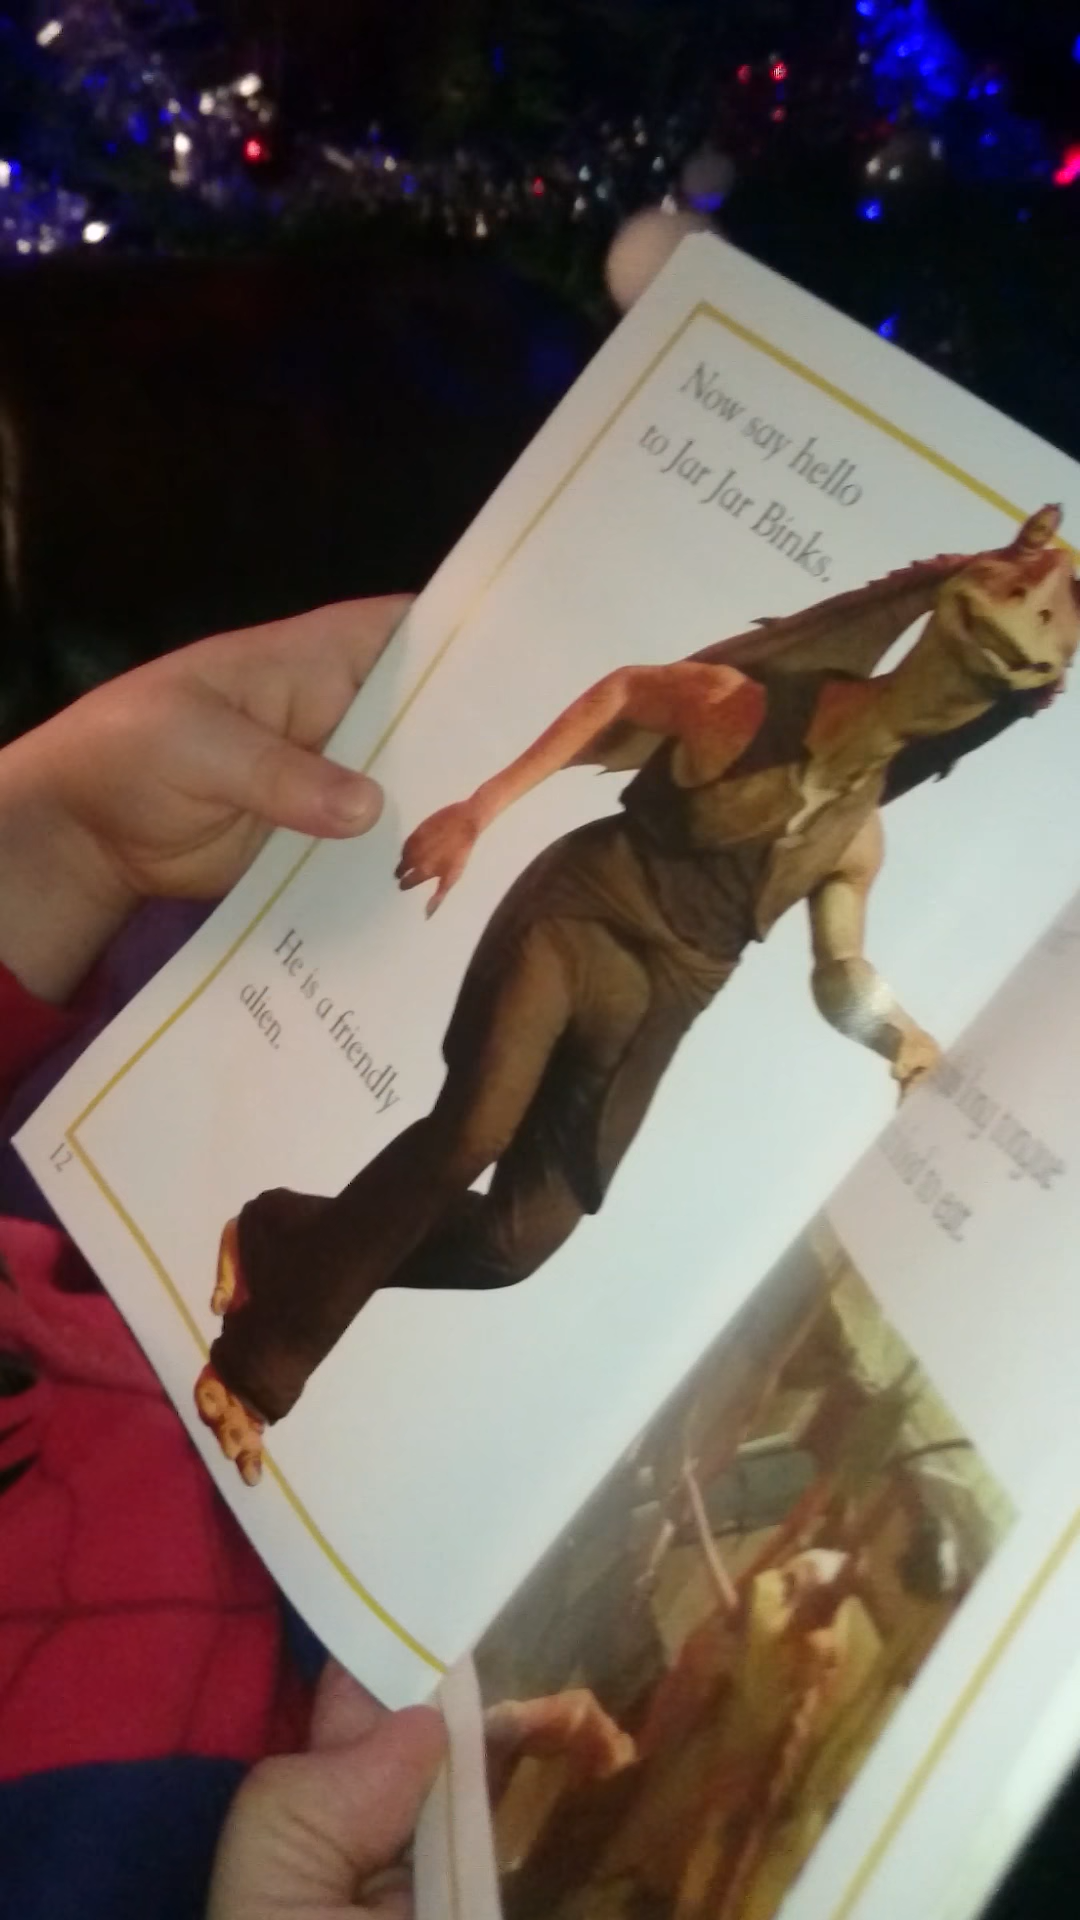 Now say hello
to Jar Jar Binks.
He is a friendly
alien.
12
long tongue
to eat.